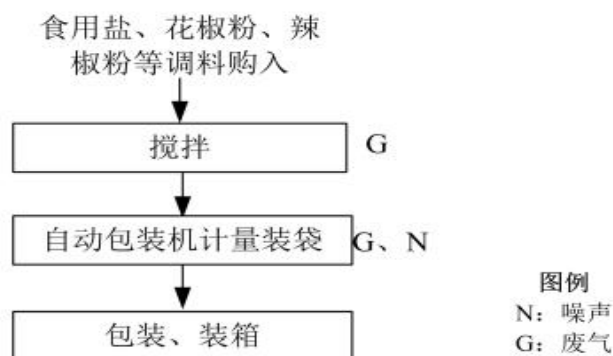 食用盐、花椒粉、辣
椒粉等调料购入
搅拌
G
自动包装机计量装袋
G、N
包装、装箱
图例
N：噪声
G：废气